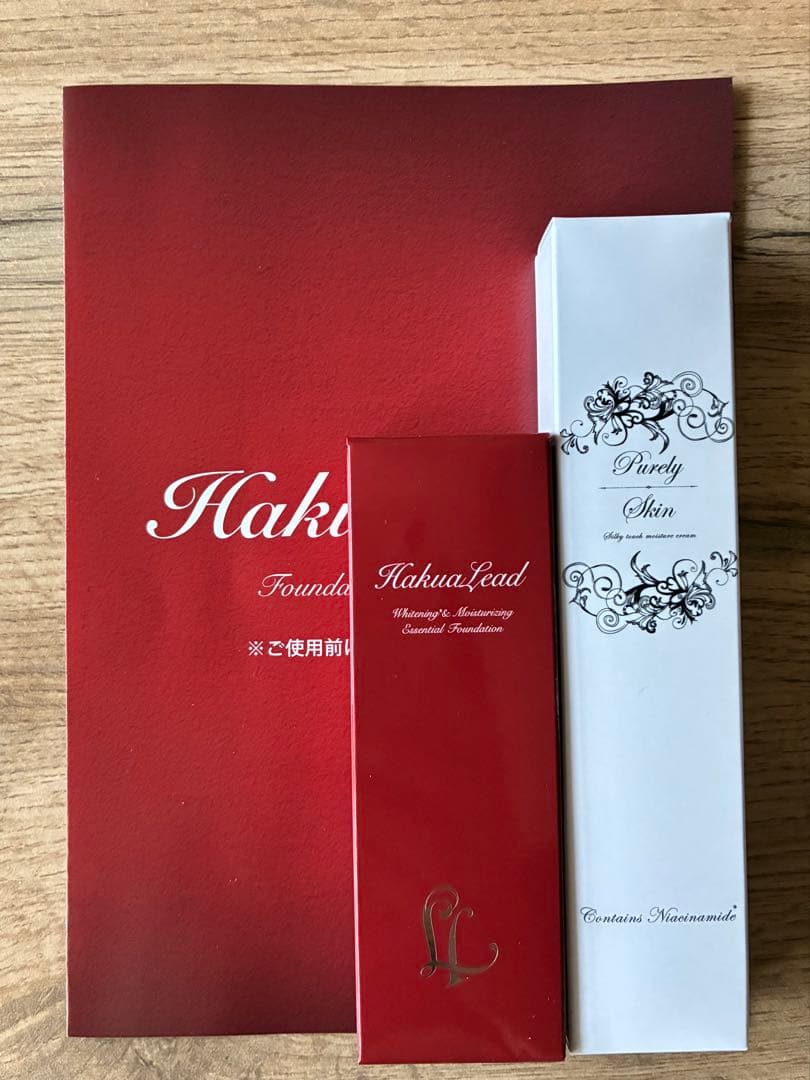 Haku
Founda
※ご使用前に
HakuaLead
Whitening*& Moisturizing
Essential Foundation
Purely
Skin
Silky touch moisture cream
Contains Niacinamide*